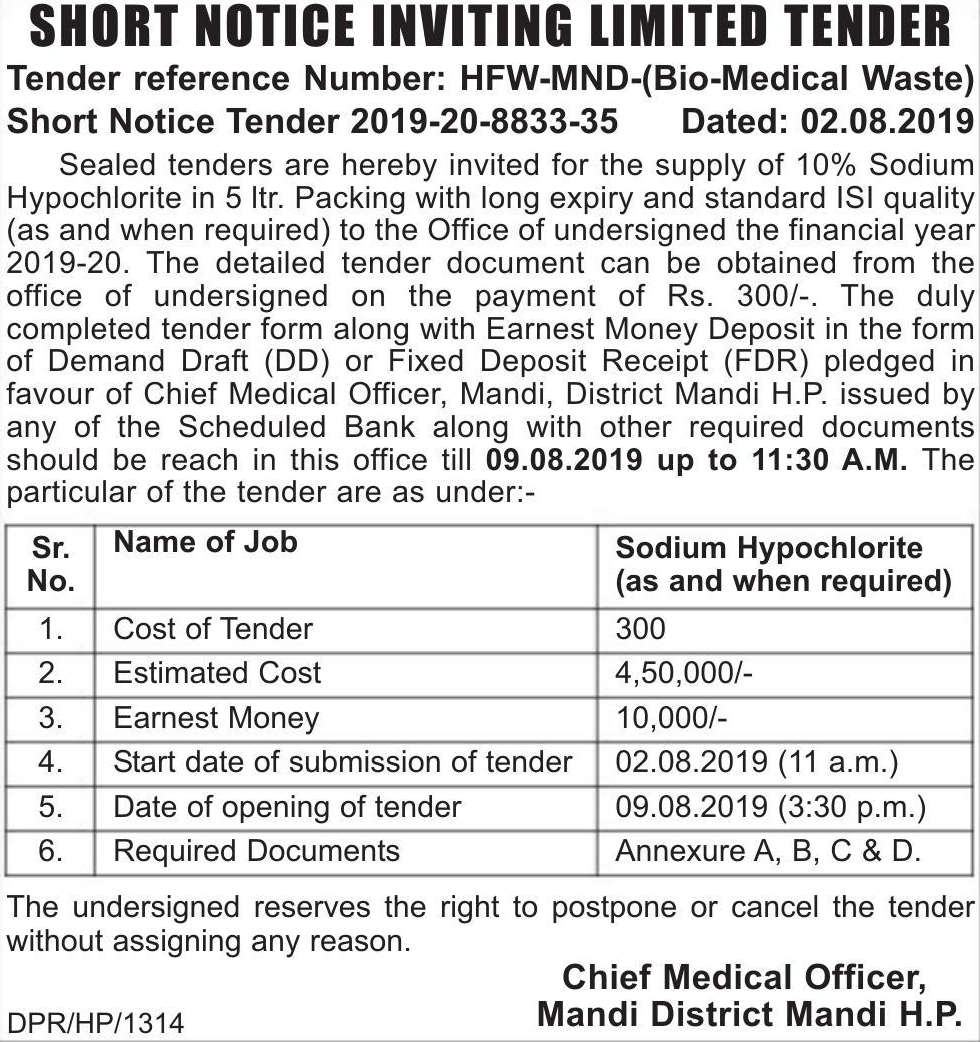 SHORT NOTICE INVITING LIMITED TENDER
Tender reference Number: HFW-MND-(Bio-Medical Waste)
Short Notice Tender 2019-20-8833-35 Dated: 02.08.2019
Sealed tenders are hereby invited for the supply of 10% Sodium
Hypochlorite in 5 ltr. Packing with long expiry and standard ISI quality
(as and when required) to the Office of undersigned the financial year
2019-20. The detailed tender document can be obtained from the
office of undersigned on the payment of Rs. 300/-. The duly
completed tender form along with Earnest Money Deposit in the form
of Demand Draft (DD) or Fixed Deposit Receipt (FDR) pledged in
favour of Chief Medical Officer, Mandi, District Mandi H.P. issued by
any of the Scheduled Bank along with other required documents
should be reach in this office till 09.08.2019 up to 11:30 A.M. The
particular of the tender are as under:-
Sr. No. Name of Job Sodium Hypochlorite (as and when required)
1. Cost of Tender 300
2. Estimated Cost 4,50,000/-
3. Earnest Money 10,000/-
4. Start date of submission of tender 02.08.2019 (11 a.m.)
5. Date of opening of tender 09.08.2019 (3:30 p.m.)
6. Required Documents Annexure A, B, C & D.
The undersigned reserves the right to postpone or cancel the tender
without assigning any reason.
Chief Medical Officer,
Mandi District Mandi H.P.
DPR/HP/1314